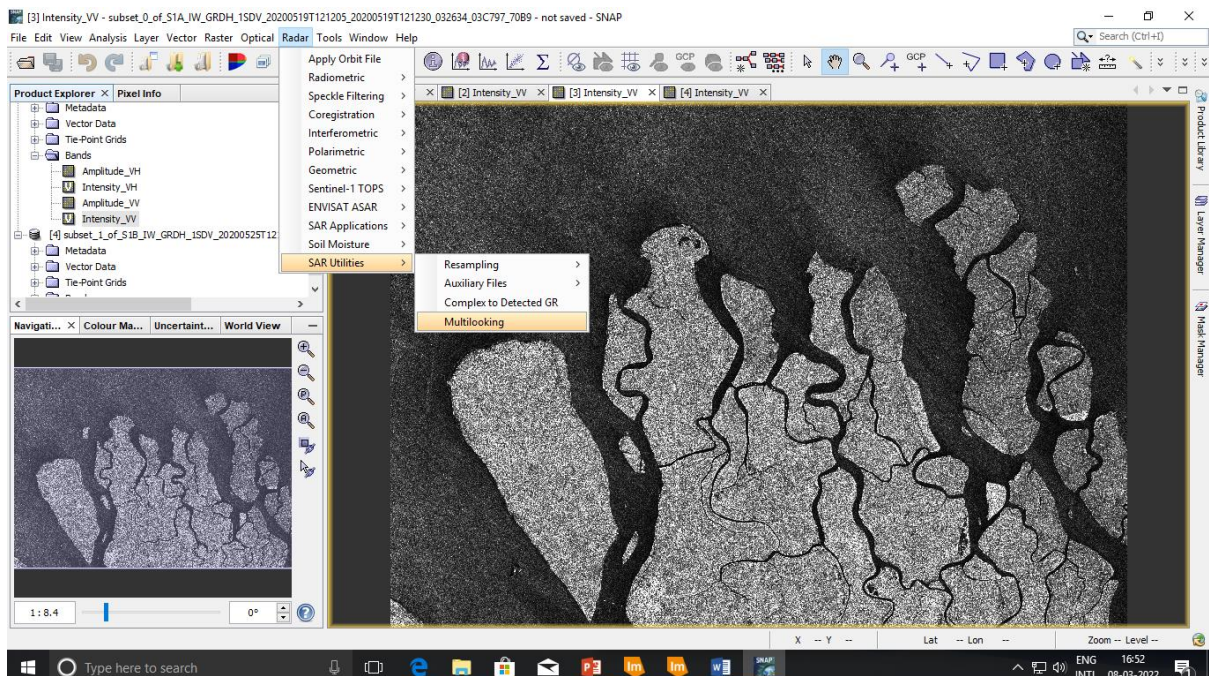 [3] Intensity_VV - subset_0_of_S1A_IW_GRDH_1SDV_20200519T121205_20200519T121230_032634_03C797_70B9 - not saved - SNAP
File Edit View Analysis Layer Vector Raster Optical Radar Tools Window Help
Search (Ctrl+I)
GCP
GCP
Apply Orbit File
Radiometric
Speckle Filtering
Coregistration
Interferometric
Polarimetric
Geometric
Sentinel-1 TOPS
ENVISAT ASAR
SAR Applications
Soil Moisture
SAR Utilities
Resampling
Auxiliary Files
Complex to Detected GR
Multilooking
Product Explorer Pixel Info
[2] Intensity_VV [3] Intensity_VV [4] Intensity_VV
Metadata
Vector Data
Tie-Point Grids
Bands
Amplitude_VH
Intensity_VH
Amplitude_VV
Intensity_VV
[4] subset_1_of_S1B_IW_GRDH_1SDV_20200525T12
Metadata
Vector Data
Tie-Point Grids
Navigati... Colour Ma... Uncertaint... World View
1 : 8.4 0°
Product Library
Layer Manager
Mask Manager
X -- Y -- Lat -- Lon -- Zoom -- Level --
Type here to search
SNAP
ENG 16:52
INTL 08-03-2022